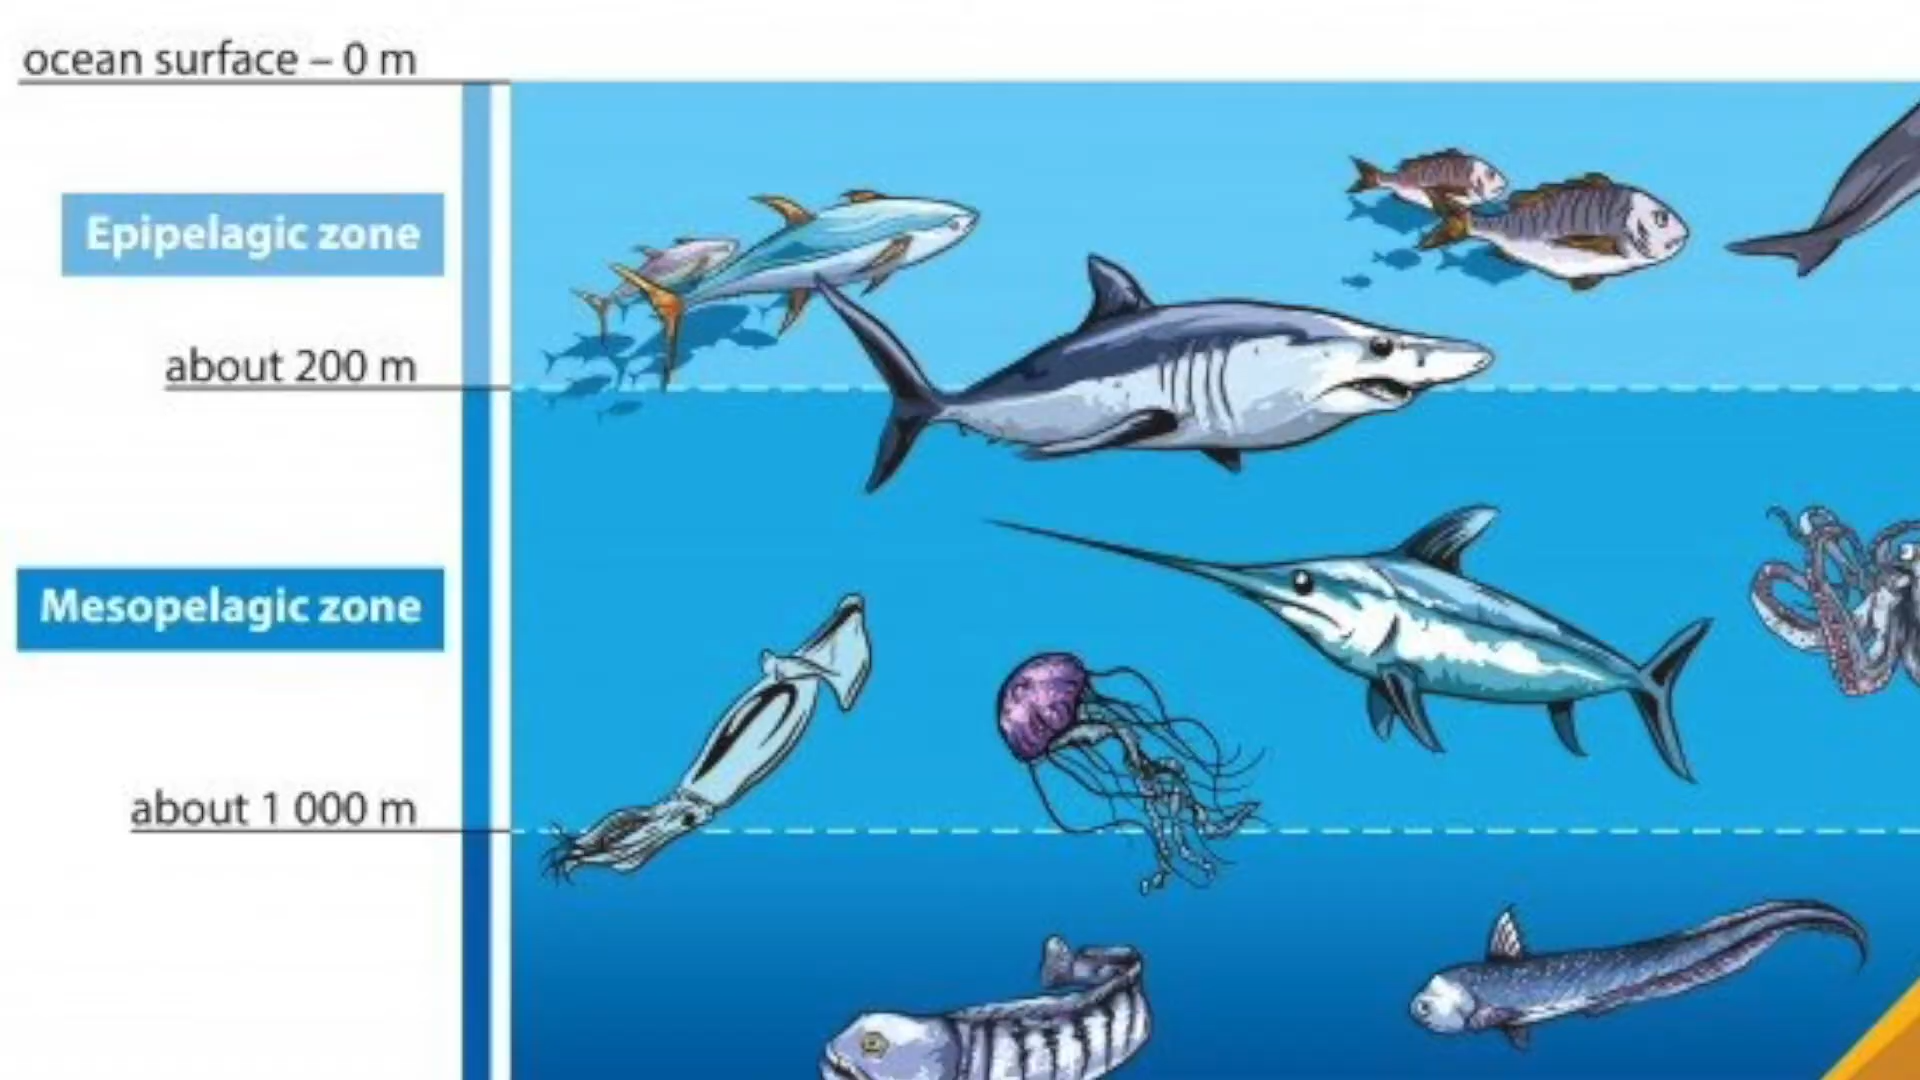 ocean surface – 0 m
Epipelagic zone
about 200 m
Mesopelagic zone
about 1 000 m